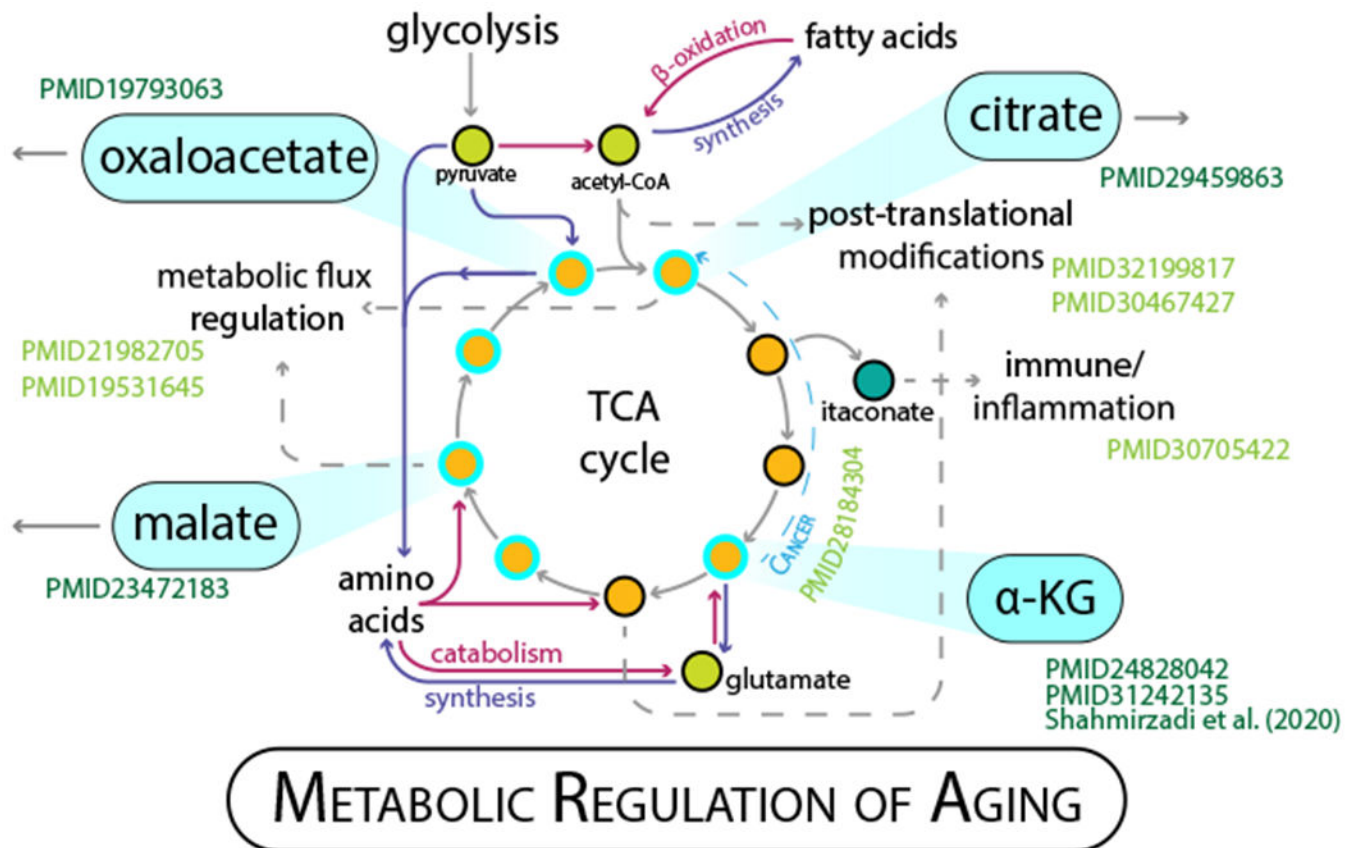 glycolysis
fatty acids
β-oxidation
synthesis
PMID19793063
oxaloacetate
citrate
PMID29459863
pyruvate
acetyl-CoA
post-translational
modifications
PMID32199817
PMID30467427
metabolic flux
regulation
PMID21982705
PMID19531645
TCA
cycle
itaconate
immune/
inflammation
PMID30705422
CANCER
PMID28184304
malate
PMID23472183
amino
acids
catabolism
synthesis
glutamate
α-KG
PMID24828042
PMID31242135
Shahmirzadi et al. (2020)
METABOLIC REGULATION OF AGING